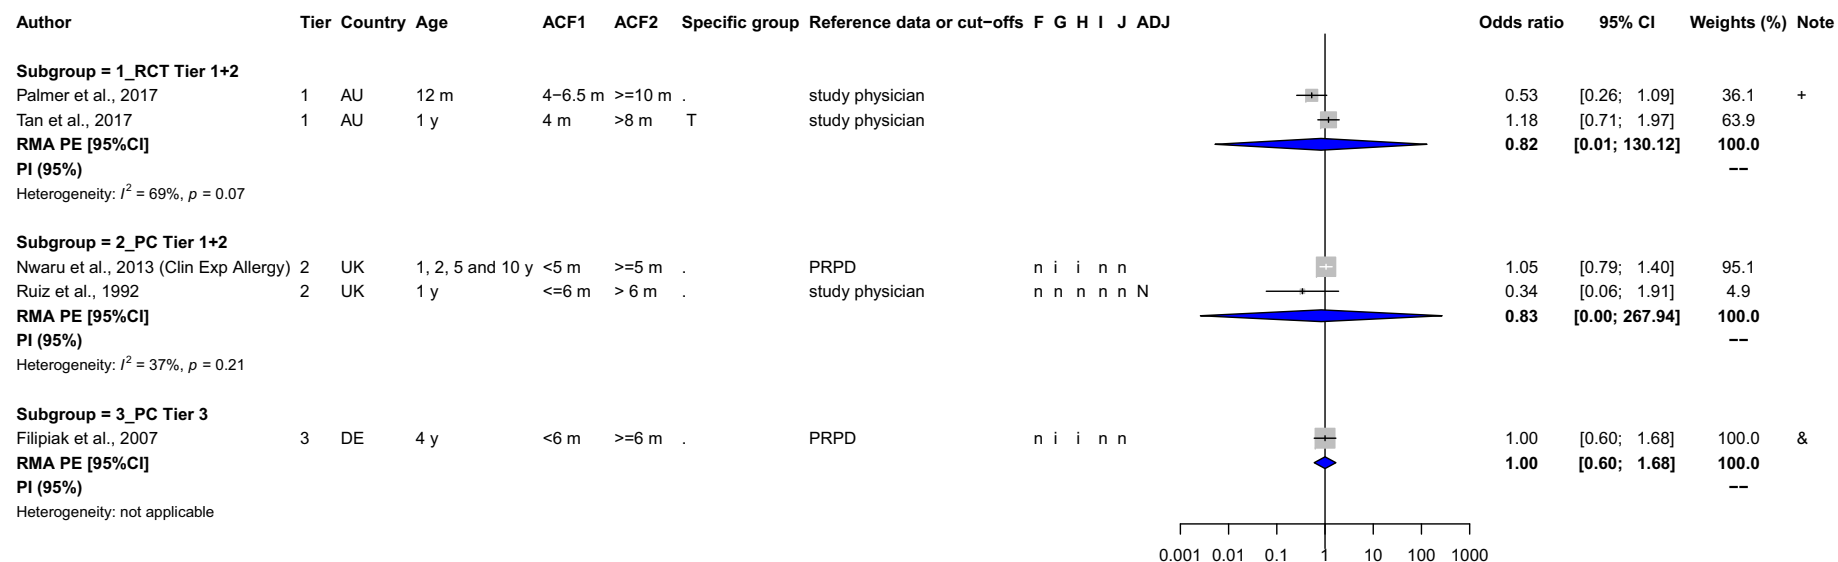 Author Tier Country Age ACF1 ACF2 Specific group Reference data or cut−offs F G H I J ADJ Odds ratio 95% CI Weights (%) Note
Subgroup = 1_RCT Tier 1+2
Palmer et al., 2017 1 AU 12 m 4−6.5 m >=10 m . study physician 0.53 [0.26; 1.09] 36.1 +
Tan et al., 2017 1 AU 1 y 4 m >8 m T study physician 1.18 [0.71; 1.97] 63.9
RMA PE [95%CI] 0.82 [0.01; 130.12] 100.0
PI (95%) −−
Heterogeneity: I² = 69%, p = 0.07
Subgroup = 2_PC Tier 1+2
Nwaru et al., 2013 (Clin Exp Allergy) 2 UK 1, 2, 5 and 10 y <5 m >=5 m . PRPD n i i n n 1.05 [0.79; 1.40] 95.1
Ruiz et al., 1992 2 UK 1 y <=6 m > 6 m . study physician n n n n n N 0.34 [0.06; 1.91] 4.9
RMA PE [95%CI] 0.83 [0.00; 267.94] 100.0
PI (95%) −−
Heterogeneity: I² = 37%, p = 0.21
Subgroup = 3_PC Tier 3
Filipiak et al., 2007 3 DE 4 y <6 m >=6 m . PRPD n i i n n 1.00 [0.60; 1.68] 100.0 &
RMA PE [95%CI] 1.00 [0.60; 1.68] 100.0
PI (95%) −−
Heterogeneity: not applicable
0.001 0.01 0.1 1 10 100 1000